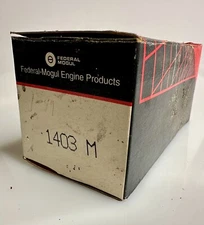 FEDERAL
MOGUL
Federal-Mogul Engine Products
1403 M